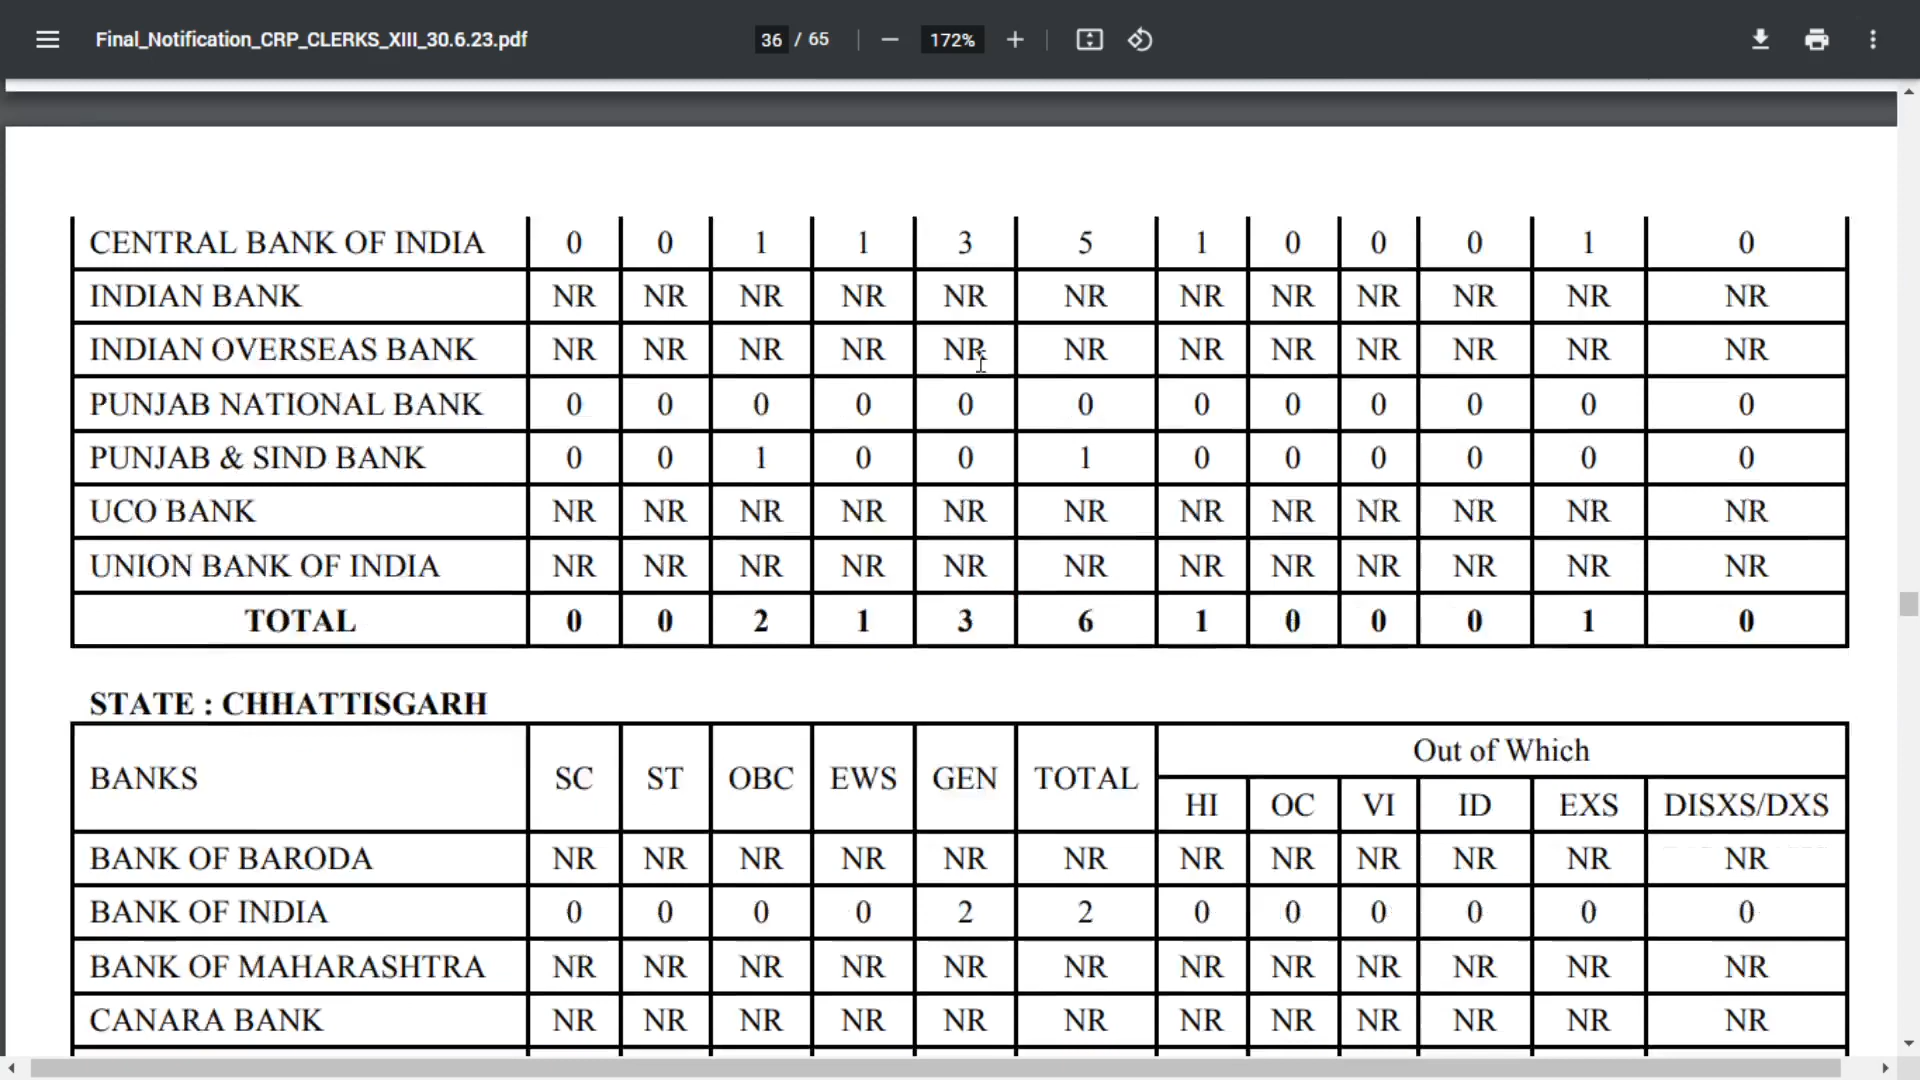 Final_Notification_CRP_CLERKS_XIII_30.6.23.pdf 36 / 65 172%
CENTRAL BANK OF INDIA 0 0 1 1 3 5 1 0 0 0 1 0
INDIAN BANK NR NR NR NR NR NR NR NR NR NR NR NR
INDIAN OVERSEAS BANK NR NR NR NR NR NR NR NR NR NR NR NR
PUNJAB NATIONAL BANK 0 0 0 0 0 0 0 0 0 0 0 0
PUNJAB & SIND BANK 0 0 1 0 0 1 0 0 0 0 0 0
UCO BANK NR NR NR NR NR NR NR NR NR NR NR NR
UNION BANK OF INDIA NR NR NR NR NR NR NR NR NR NR NR NR
TOTAL 0 0 2 1 3 6 1 0 0 0 1 0
STATE : CHHATTISGARH
BANKS SC ST OBC EWS GEN TOTAL Out of Which
HI OC VI ID EXS DISXS/DXS
BANK OF BARODA NR NR NR NR NR NR NR NR NR NR NR NR
BANK OF INDIA 0 0 0 0 2 2 0 0 0 0 0 0
BANK OF MAHARASHTRA NR NR NR NR NR NR NR NR NR NR NR NR
CANARA BANK NR NR NR NR NR NR NR NR NR NR NR NR